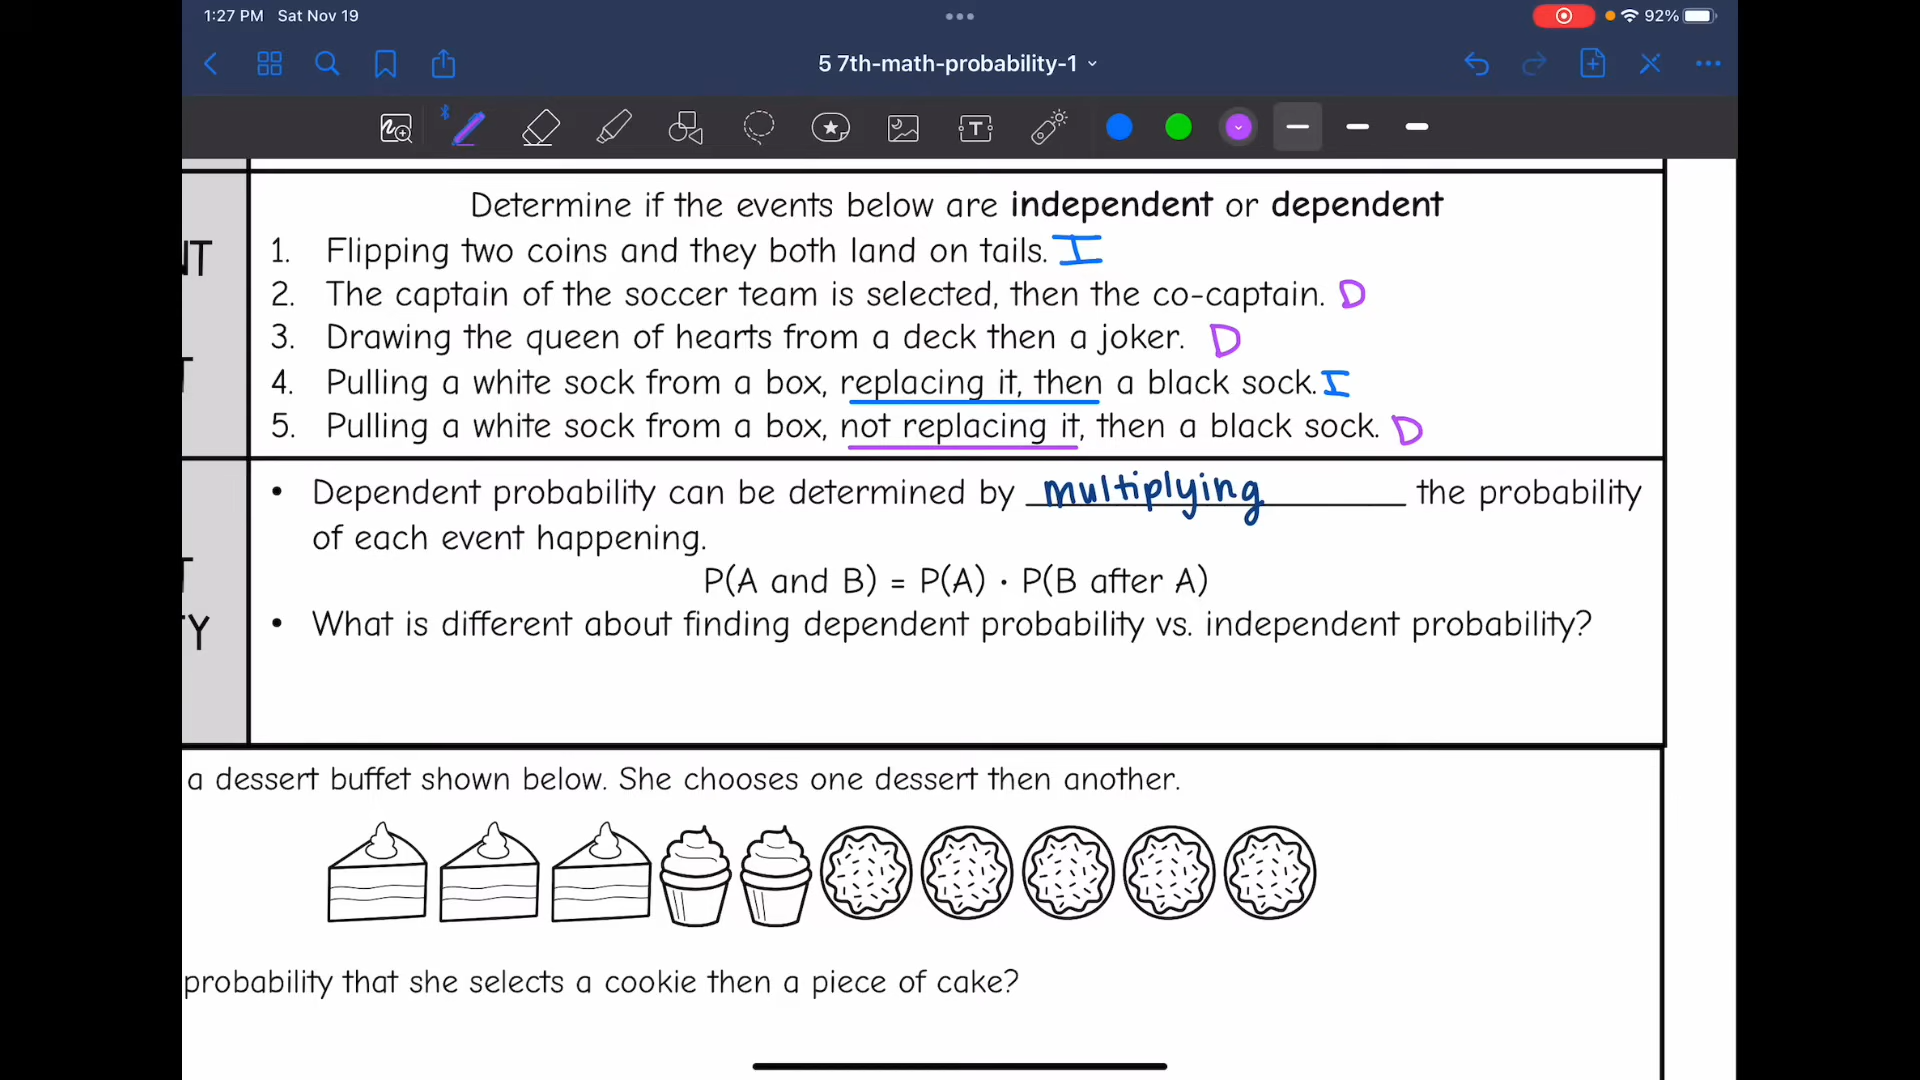 1:27 PM Sat Nov 19
92%
5 7th-math-probability-1
T
Determine if the events below are independent or dependent
1. Flipping two coins and they both land on tails. I
2. The captain of the soccer team is selected, then the co-captain. D
3. Drawing the queen of hearts from a deck then a joker. D
4. Pulling a white sock from a box, replacing it, then a black sock. I
5. Pulling a white sock from a box, not replacing it, then a black sock. D
• Dependent probability can be determined by multiplying the probability
of each event happening.
P(A and B) = P(A) · P(B after A)
• What is different about finding dependent probability vs. independent probability?
a dessert buffet shown below. She chooses one dessert then another.
probability that she selects a cookie then a piece of cake?